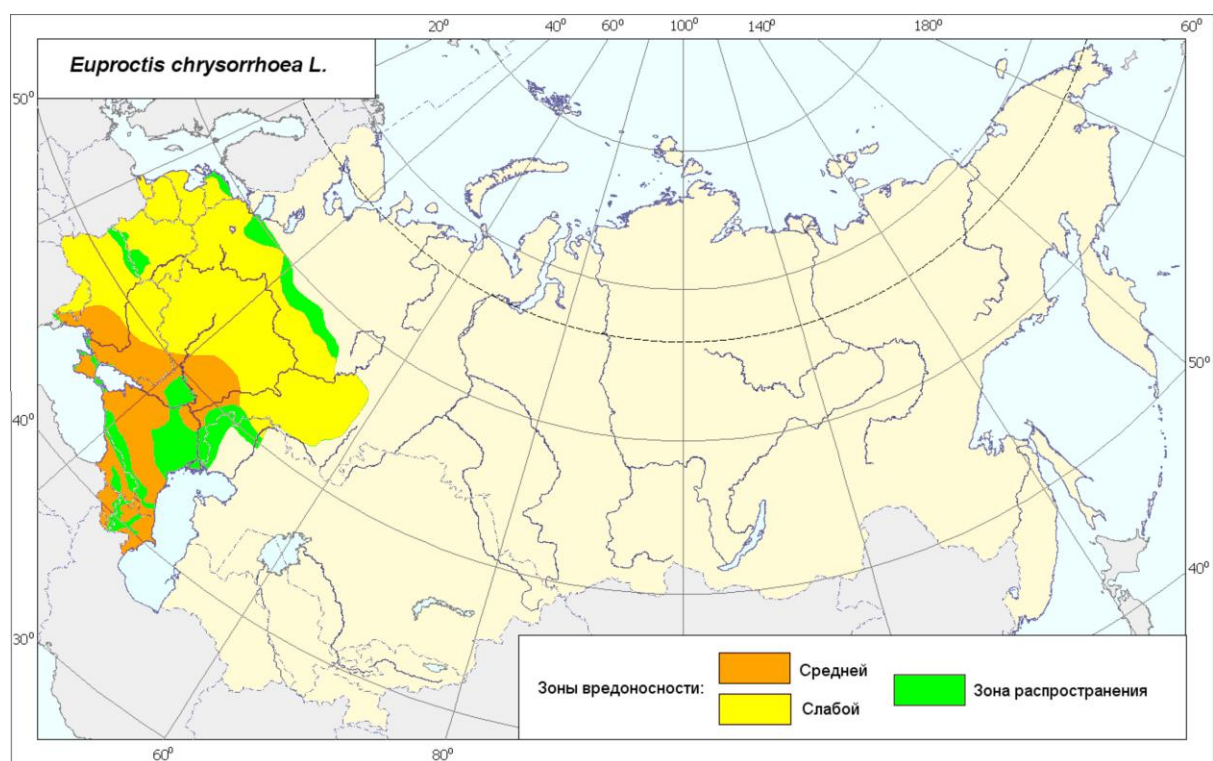 20⁰ 40⁰ 60⁰ 100⁰ 140⁰ 180⁰ 60⁰
Euproctis chrysorrhoea L.
50⁰
50⁰
40⁰
40⁰
30⁰
Зоны вредоносности:
Средней
Слабой
Зона распространения
60⁰ 80⁰